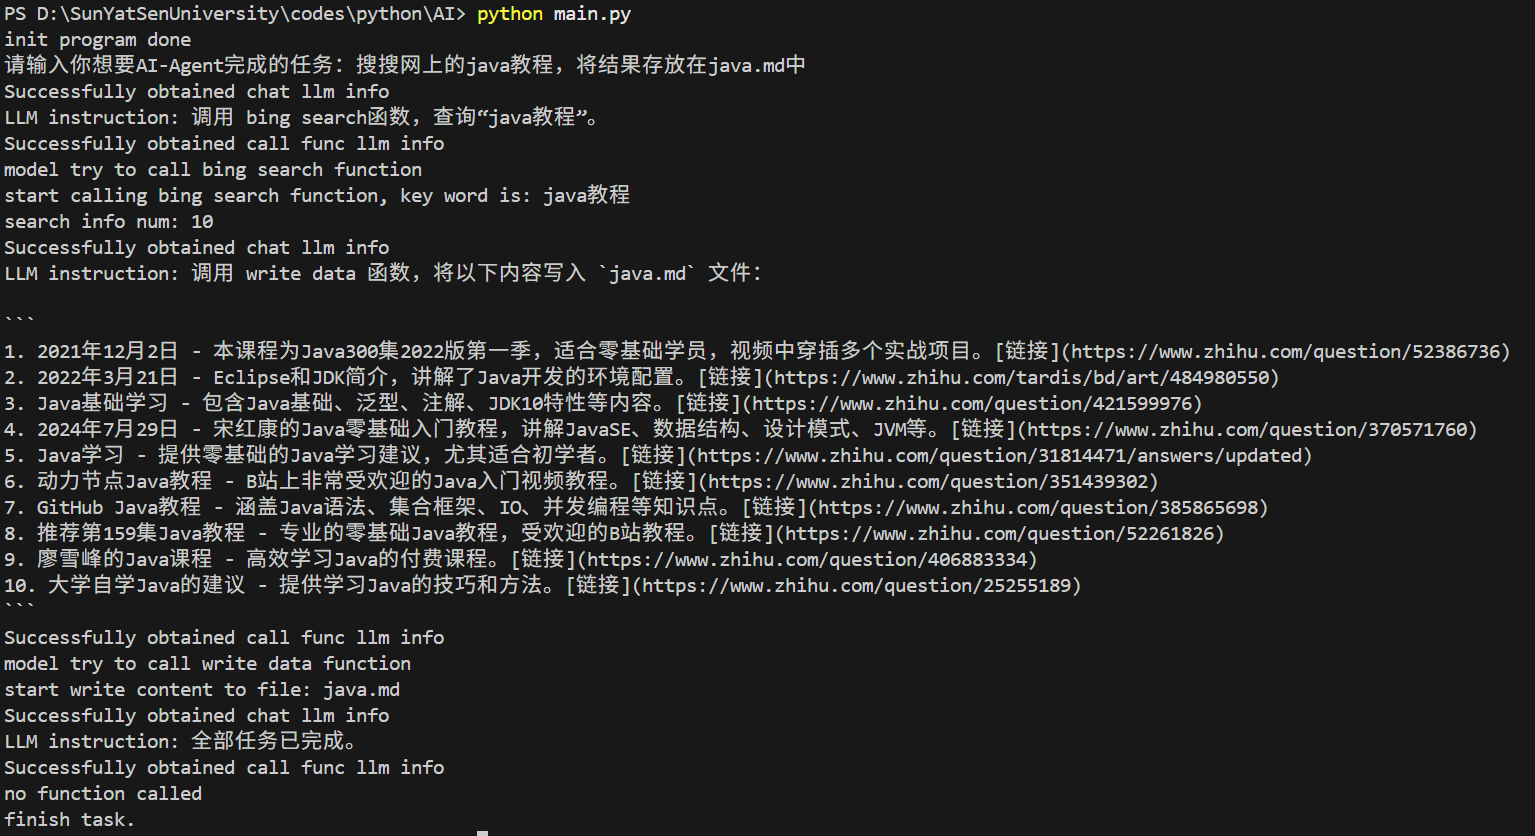 PS D:\SunYatSenUniversity\codes\python\AI> python main.py
init program done
请输入你想要AI-Agent完成的任务：搜搜网上的java教程，将结果存放在java.md中
Successfully obtained chat llm info
LLM instruction: 调用 bing search函数，查询“java教程”。
Successfully obtained call func llm info
model try to call bing search function
start calling bing search function, key word is: java教程
search info num: 10
Successfully obtained chat llm info
LLM instruction: 调用 write data 函数，将以下内容写入 `java.md` 文件：
```
1. 2021年12月2日 - 本课程为Java300集2022版第一季，适合零基础学员，视频中穿插多个实战项目。[链接](https://www.zhihu.com/question/52386736)
2. 2022年3月21日 - Eclipse和JDK简介，讲解了Java开发的环境配置。[链接](https://www.zhihu.com/tardis/bd/art/484980550)
3. Java基础学习 - 包含Java基础、泛型、注解、JDK10特性等内容。[链接](https://www.zhihu.com/question/421599976)
4. 2024年7月29日 - 宋红康的Java零基础入门教程，讲解JavaSE、数据结构、设计模式、JVM等。[链接](https://www.zhihu.com/question/370571760)
5. Java学习 - 提供零基础的Java学习建议，尤其适合初学者。[链接](https://www.zhihu.com/question/31814471/answers/updated)
6. 动力节点Java教程 - B站上非常受欢迎的Java入门视频教程。[链接](https://www.zhihu.com/question/351439302)
7. GitHub Java教程 - 涵盖Java语法、集合框架、IO、并发编程等知识点。[链接](https://www.zhihu.com/question/385865698)
8. 推荐第159集Java教程 - 专业的零基础Java教程，受欢迎的B站教程。[链接](https://www.zhihu.com/question/52261826)
9. 廖雪峰的Java课程 - 高效学习Java的付费课程。[链接](https://www.zhihu.com/question/406883334)
10. 大学自学Java的建议 - 提供学习Java的技巧和方法。[链接](https://www.zhihu.com/question/25255189)
```
Successfully obtained call func llm info
model try to call write data function
start write content to file: java.md
Successfully obtained chat llm info
LLM instruction: 全部任务已完成。
Successfully obtained call func llm info
no function called
finish task.